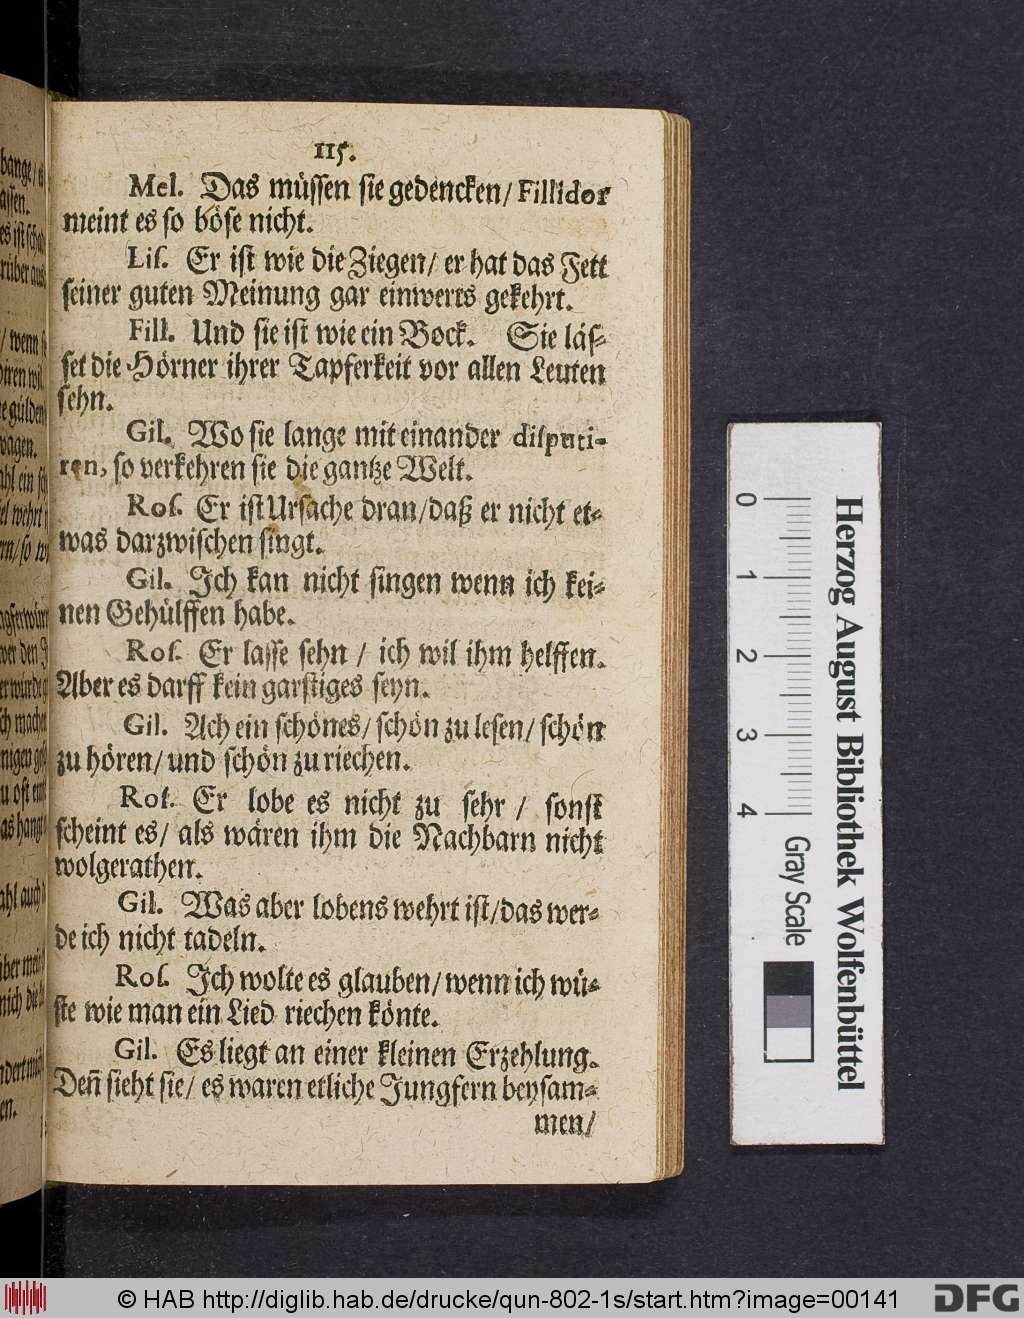 115.
Mel. Das müssen sie gedencken/ Fillidor
meint es so böse nicht.
Lis. Er ist wie die Ziegen/ er hat das Fett
seiner guten Meinung gar einwerts gekehrt.
Fill. Und sie ist wie ein Bock. Sie läs-
set die Hörner ihrer Tapferkeit vor allen Leuten
sehn.
Gil. Wo sie lange mit einander disputi-
ren, so verkehren sie die gantze Welt.
Ros. Er ist Ursache dran/ daß er nicht et-
was darzwischen singt.
Gil. Ich kan nicht singen wenn ich kei-
nen Gehülffen habe.
Ros. Er lasse sehn / ich wil ihm helffen.
Aber es darff kein garstiges seyn.
Gil. Ach ein schönes/ schön zu lesen/ schön
zu hören/ und schön zu riechen.
Ros. Er lobe es nicht zu sehr / sonst
scheint es/ als wären ihm die Nachbarn nicht
wolgerathen.
Gil. Was aber lobens wehrt ist/ das wer-
de ich nicht tadeln.
Ros. Ich wolte es glauben/ wenn ich wü-
ste wie man ein Lied riechen könte.
Gil. Es liegt an einer kleinen Erzehlung.
Deñ sieht sie/ es waren etliche Jungfern beysam-
men/
0 1 2 3 4
Gray Scale
Herzog August Bibliothek Wolfenbüttel
© HAB http://diglib.hab.de/drucke/qun-802-1s/start.htm?image=00141
DFG